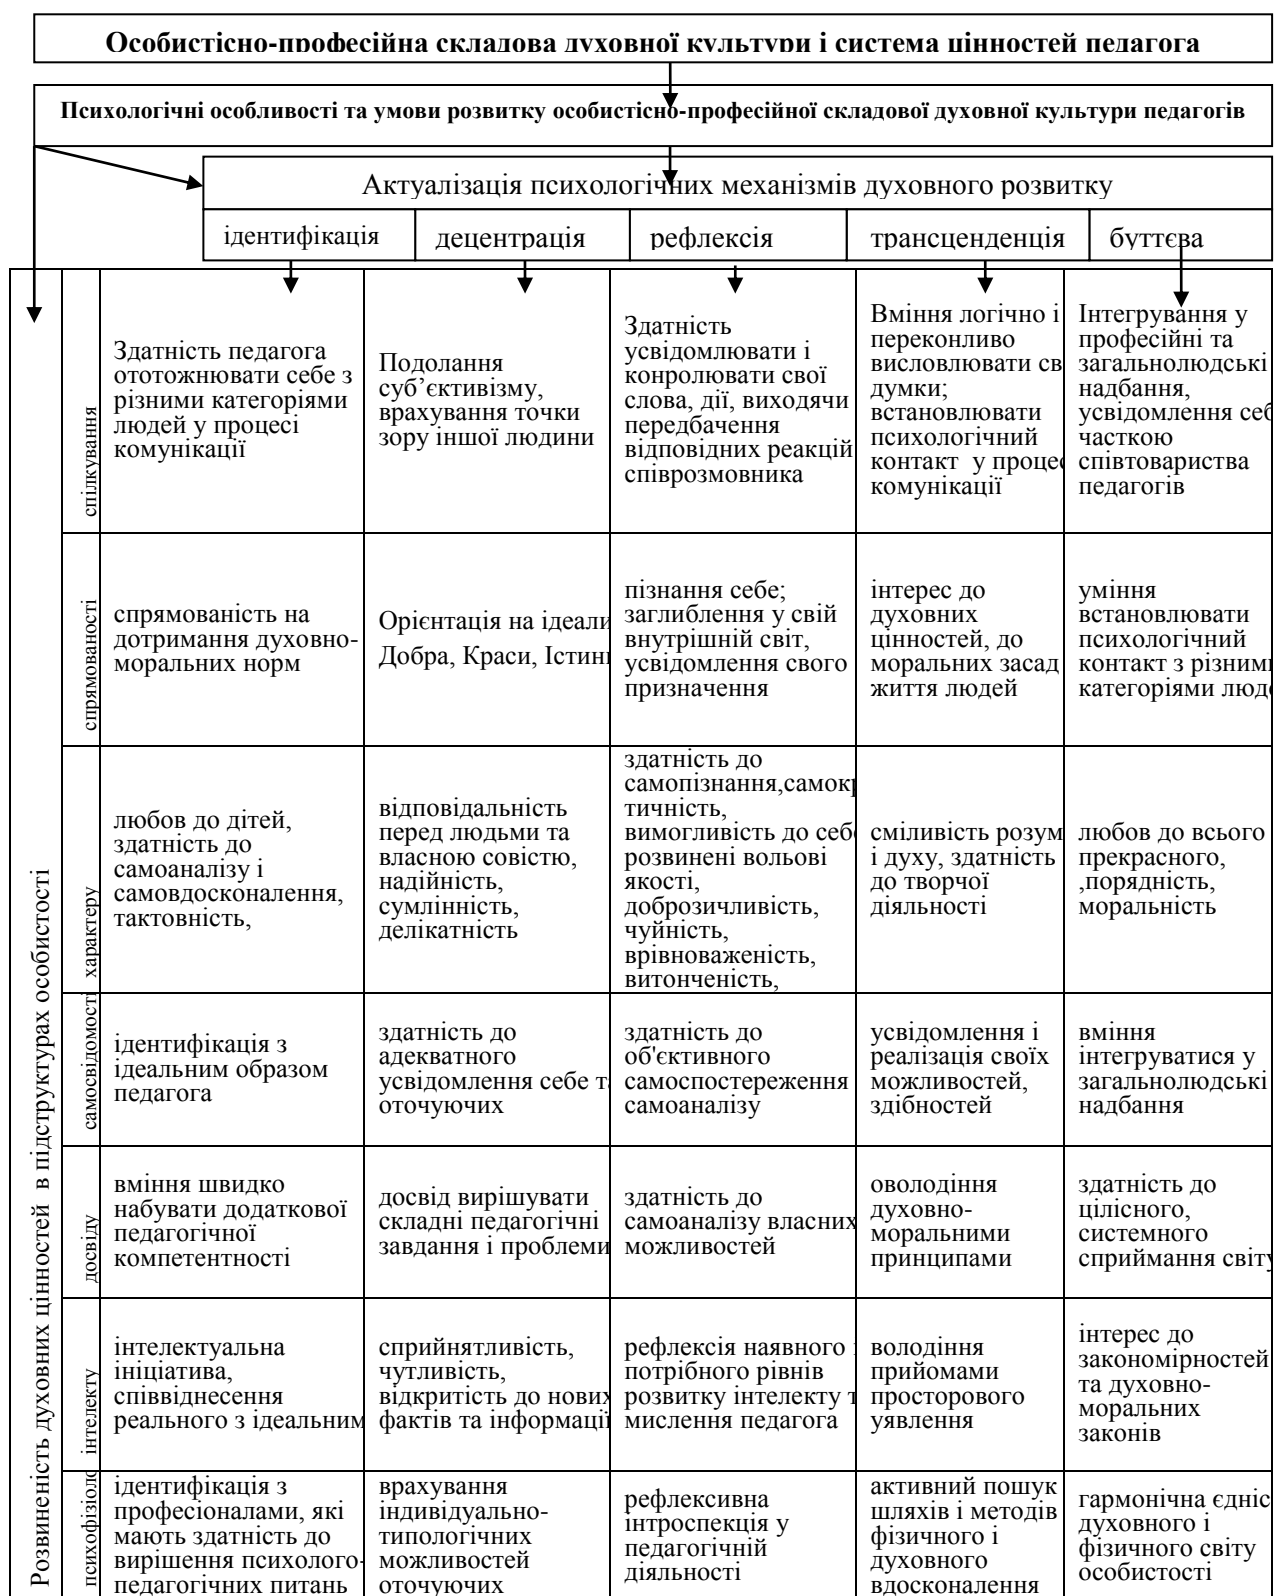 Особистісно-професійна складова духовної культури і система цінностей педагога
Психологічні особливості та умови розвитку особистісно-професійної складової духовної культури педагогів
Актуалізація психологічних механізмів духовного розвитку
ідентифікація
децентрація
рефлексія
трансценденція
буттєва
Розвиненість духовних цінностей в підструктурах особистості
спілкування
Здатність педагога
ототожнювати себе з
різними категоріями
людей у процесі
комунікації
Подолання
суб’єктивізму,
врахування точки
зору іншої людини
Здатність
усвідомлювати і
конролювати свої
слова, дії, виходячи
передбачення
відповідних реакцій
співрозмовника
Вміння логічно і
переконливо
висловлювати св
думки;
встановлювати
психологічний
контакт у процес
комунікації
Інтегрування у
професійні та
загальнолюдські
надбання,
усвідомлення себ
часткою
співтовариства
педагогів
спрямованості
спрямованість на
дотримання духовно-
моральних норм
Орієнтація на ідеали
Добра, Краси, Істини
пізнання себе;
заглиблення у свій
внутрішній світ,
усвідомлення свого
призначення
інтерес до
духовних
цінностей, до
моральних засад
життя людей
уміння
встановлювати
психологічний
контакт з різними
категоріями люде
характеру
любов до дітей,
здатність до
самоаналізу і
самовдосконалення,
тактовність,
відповідальність
перед людьми та
власною совістю,
надійність,
сумлінність,
делікатність
здатність до
самопізнання,самокр
тичність,
вимогливість до себе
розвинені вольові
якості,
доброзичливість,
чуйність,
врівноваженість,
витонченість,
сміливість розум
і духу, здатність
до творчої
діяльності
любов до всього
прекрасного,
,порядність,
моральність
самосвідомості
ідентифікація з
ідеальним образом
педагога
здатність до
адекватного
усвідомлення себе та
оточуючих
здатність до
об'єктивного
самоспостереження
самоаналізу
усвідомлення і
реалізація своїх
можливостей,
здібностей
вміння
інтегруватися у
загальнолюдські
надбання
досвіду
вміння швидко
набувати додаткової
педагогічної
компетентності
досвід вирішувати
складні педагогічні
завдання і проблеми
здатність до
самоаналізу власних
можливостей
оволодіння
духовно-
моральними
принципами
здатність до
цілісного,
системного
сприймання світу
інтелекту
інтелектуальна
ініціатива,
співвіднесення
реального з ідеальним
сприйнятливість,
чутливість,
відкритість до нових
фактів та інформації
рефлексія наявного і
потрібного рівнів
розвитку інтелекту т
мислення педагога
володіння
прийомами
просторового
уявлення
інтерес до
закономірностей
та духовно-
моральних
законів
психофізіоло
ідентифікація з
професіоналами, які
мають здатність до
вирішення психолого-
педагогічних питань
врахування
індивідуально-
типологічних
можливостей
оточуючих
рефлексивна
інтроспекція у
педагогічній
діяльності
активний пошук
шляхів і методів
фізичного і
духовного
вдосконалення
гармонічна єдніс
духовного і
фізичного світу
особистості